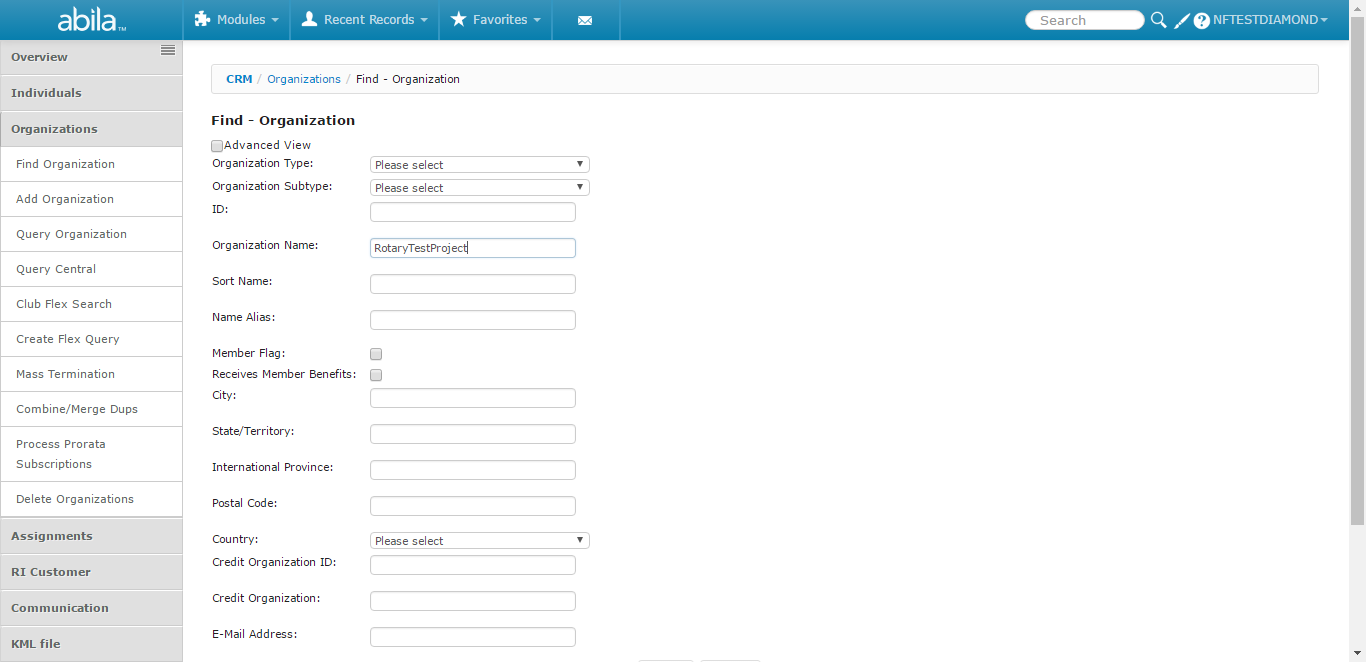 abila™
Modules
Recent Records
Favorites
Search
NFTESTDIAMOND
Overview
Individuals
Organizations
Find Organization
Add Organization
Query Organization
Query Central
Club Flex Search
Create Flex Query
Mass Termination
Combine/Merge Dups
Process Prorata
Subscriptions
Delete Organizations
Assignments
RI Customer
Communication
KML file
CRM / Organizations / Find - Organization
Find - Organization
Advanced View
Organization Type: Please select
Organization Subtype: Please select
ID:
Organization Name: RotaryTestProject
Sort Name:
Name Alias:
Member Flag:
Receives Member Benefits:
City:
State/Territory:
International Province:
Postal Code:
Country: Please select
Credit Organization ID:
Credit Organization:
E-Mail Address: